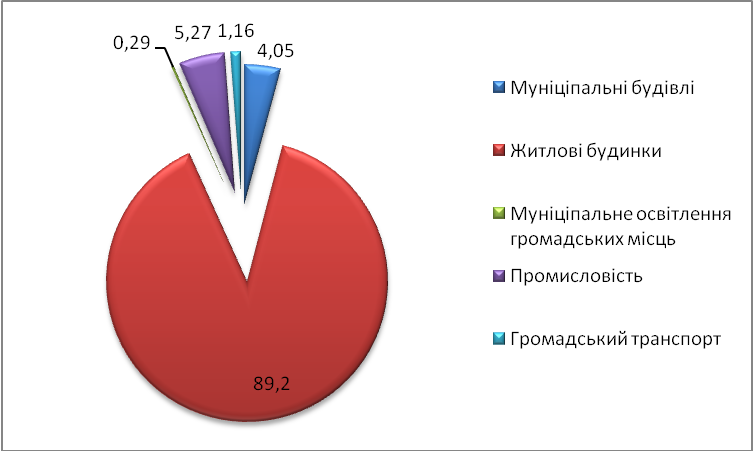 0,29
5,27
1,16
4,05
89,2
Муніципальні будівлі
Житлові будинки
Муніципальне освітлення
громадських місць
Промисловість
Громадський транспорт